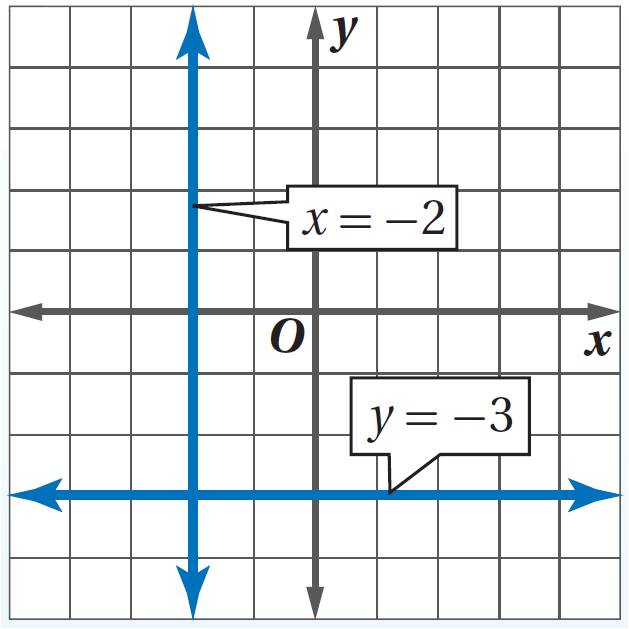 y
x = −2
O
x
y = −3